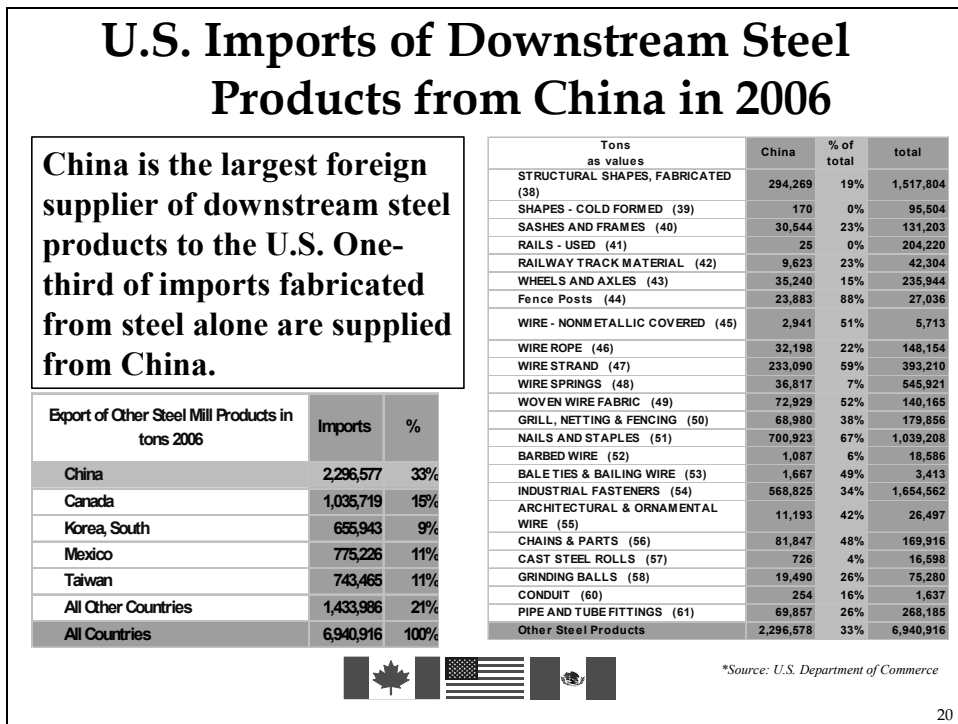 U.S. Imports of Downstream Steel
Products from China in 2006
China is the largest foreign
supplier of downstream steel
products to the U.S. One-
third of imports fabricated
from steel alone are supplied
from China.
Export of Other Steel Mill Products in
tons 2006 Imports %
China 2,296,577 33%
Canada 1,035,719 15%
Korea, South 655,943 9%
Mexico 775,226 11%
Taiwan 743,465 11%
All Other Countries 1,433,986 21%
All Countries 6,940,916 100%
Tons
as values China % of
total total
STRUCTURAL SHAPES, FABRICATED
(38) 294,269 19% 1,517,804
SHAPES - COLD FORMED (39) 170 0% 95,504
SASHES AND FRAMES (40) 30,544 23% 131,203
RAILS - USED (41) 25 0% 204,220
RAILWAY TRACK MATERIAL (42) 9,623 23% 42,304
WHEELS AND AXLES (43) 35,240 15% 235,944
Fence Posts (44) 23,883 88% 27,036
WIRE - NONMETALLIC COVERED (45) 2,941 51% 5,713
WIRE ROPE (46) 32,198 22% 148,154
WIRE STRAND (47) 233,090 59% 393,210
WIRE SPRINGS (48) 36,817 7% 545,921
WOVEN WIRE FABRIC (49) 72,929 52% 140,165
GRILL, NETTING & FENCING (50) 68,980 38% 179,856
NAILS AND STAPLES (51) 700,923 67% 1,039,208
BARBED WIRE (52) 1,087 6% 18,586
BALE TIES & BAILING WIRE (53) 1,667 49% 3,413
INDUSTRIAL FASTENERS (54) 568,825 34% 1,654,562
ARCHITECTURAL & ORNAMENTAL
WIRE (55) 11,193 42% 26,497
CHAINS & PARTS (56) 81,847 48% 169,916
CAST STEEL ROLLS (57) 726 4% 16,598
GRINDING BALLS (58) 19,490 26% 75,280
CONDUIT (60) 254 16% 1,637
PIPE AND TUBE FITTINGS (61) 69,857 26% 268,185
Other Steel Products 2,296,578 33% 6,940,916
*Source: U.S. Department of Commerce
20